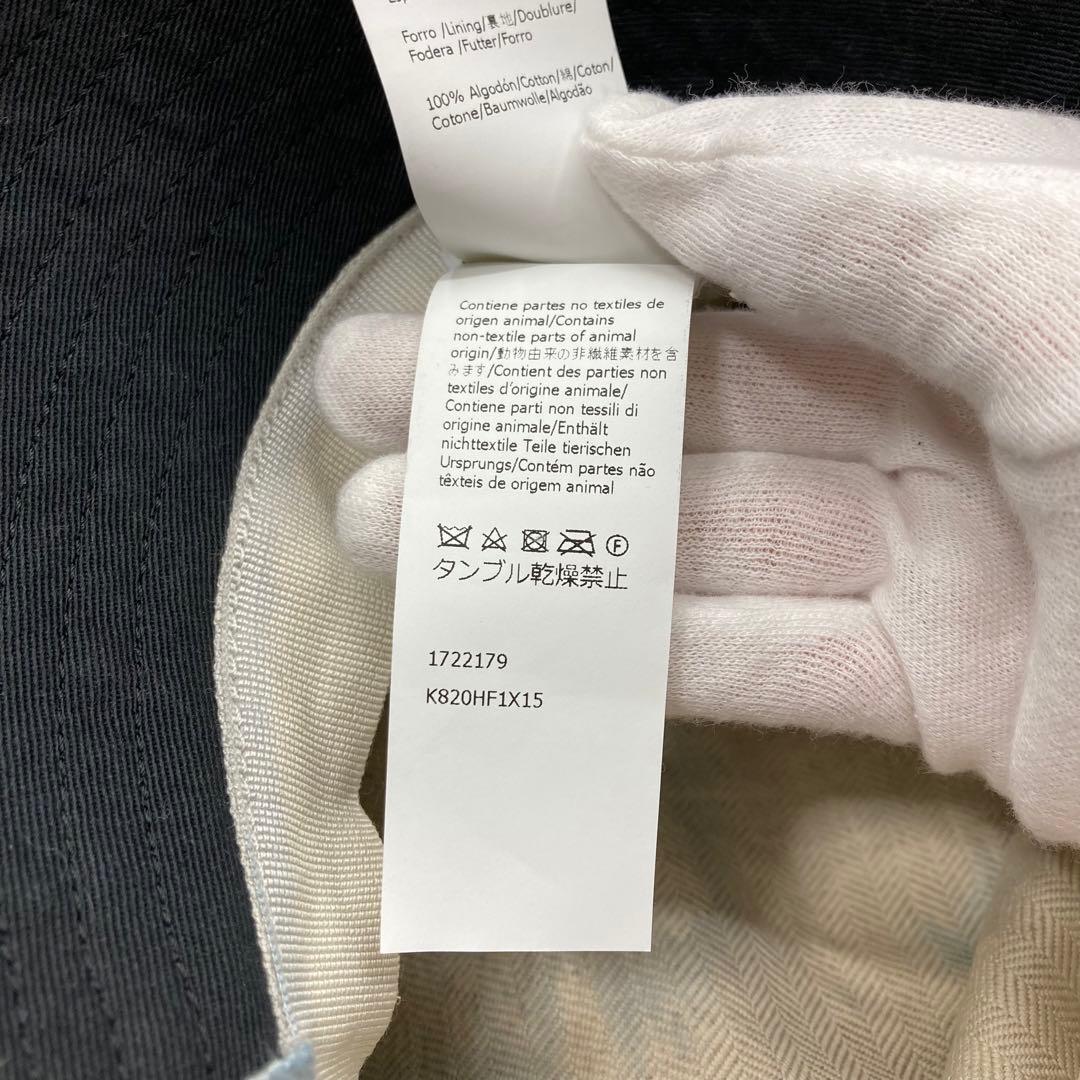 Forro /Lining/裏地/Doublure/
Fodera /Futter/Forro
100% Algodón/Cotton/綿/Coton/
Cotone/Baumwolle/Algodão
Contiene partes no textiles de
origen animal/Contains
non-textile parts of animal
origin/動物由来の非繊維素材を含
みます/Contient des parties non
textiles d'origine animale/
Contiene parti non tessili di
origine animale/Enthält
nichttextile Teile tierischen
Ursprungs/Contém partes não
têxteis de origem animal
F
タンブル乾燥禁止
1722179
K820HF1X15